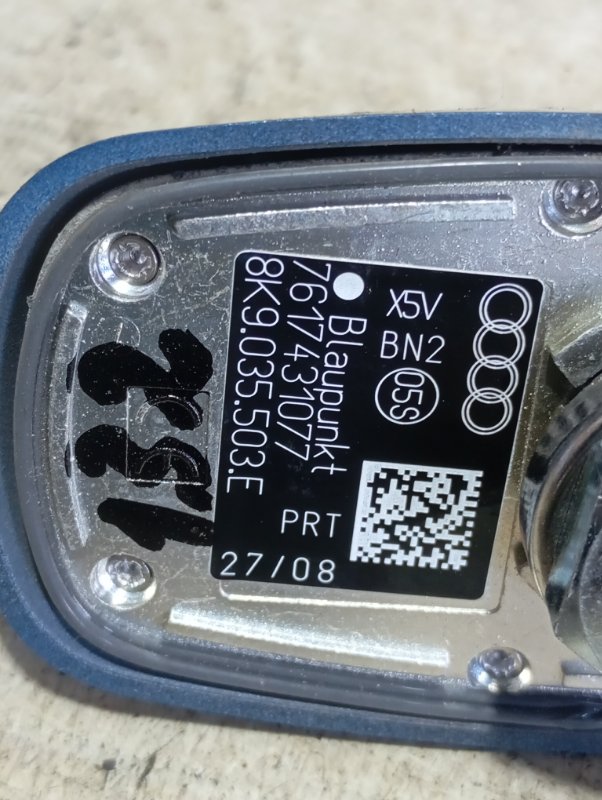 X5V
BN2
05S
Blaupunkt
7617431077
8K9.035.503.E
PRT
27/08
132